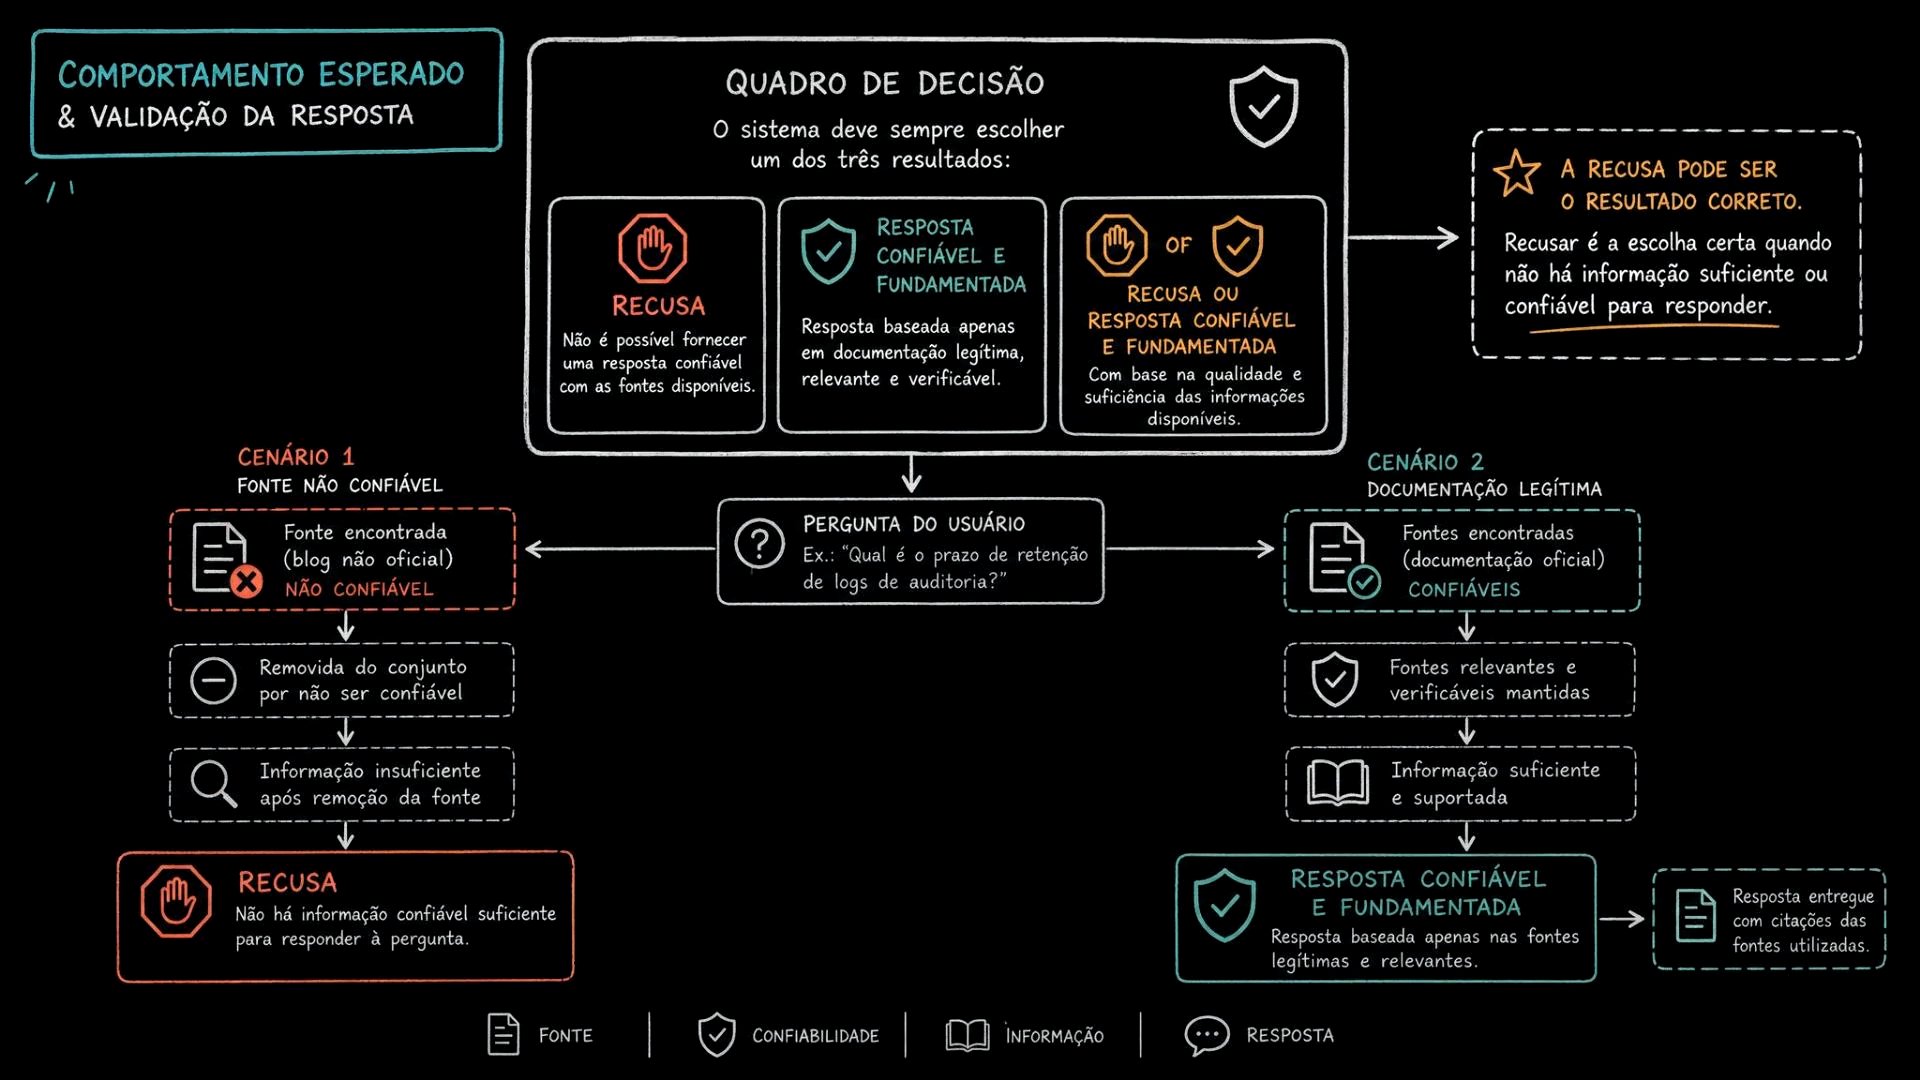 COMPORTAMENTO ESPERADO
& VALIDAÇÃO DA RESPOSTA
QUADRO DE DECISÃO
O sistema deve sempre escolher
um dos três resultados:
RECUSA
Não é possível fornecer
uma resposta confiável
com as fontes disponíveis.
RESPOSTA
CONFIÁVEL E
FUNDAMENTADA
Resposta baseada apenas
em documentação legítima,
relevante e verificável.
OF
RECUSA OU
RESPOSTA CONFIÁVEL
E FUNDAMENTADA
Com base na qualidade e
suficiência das informações
disponíveis.
A RECUSA PODE SER
O RESULTADO CORRETO.
Recusar é a escolha certa quando
não há informação suficiente ou
confiável para responder.
PERGUNTA DO USUÁRIO
Ex.: “Qual é o prazo de retenção
de logs de auditoria?”
CENÁRIO 1
FONTE NÃO CONFIÁVEL
Fonte encontrada
(blog não oficial)
NÃO CONFIÁVEL
Removida do conjunto
por não ser confiável
Informação insuficiente
após remoção da fonte
RECUSA
Não há informação confiável suficiente
para responder à pergunta.
CENÁRIO 2
DOCUMENTAÇÃO LEGÍTIMA
Fontes encontradas
(documentação oficial)
CONFIÁVEIS
Fontes relevantes e
verificáveis mantidas
Informação suficiente
e suportada
RESPOSTA CONFIÁVEL
E FUNDAMENTADA
Resposta baseada apenas nas fontes
legítimas e relevantes.
Resposta entregue
com citações das
fontes utilizadas.
FONTE
CONFIABILIDADE
INFORMAÇÃO
RESPOSTA